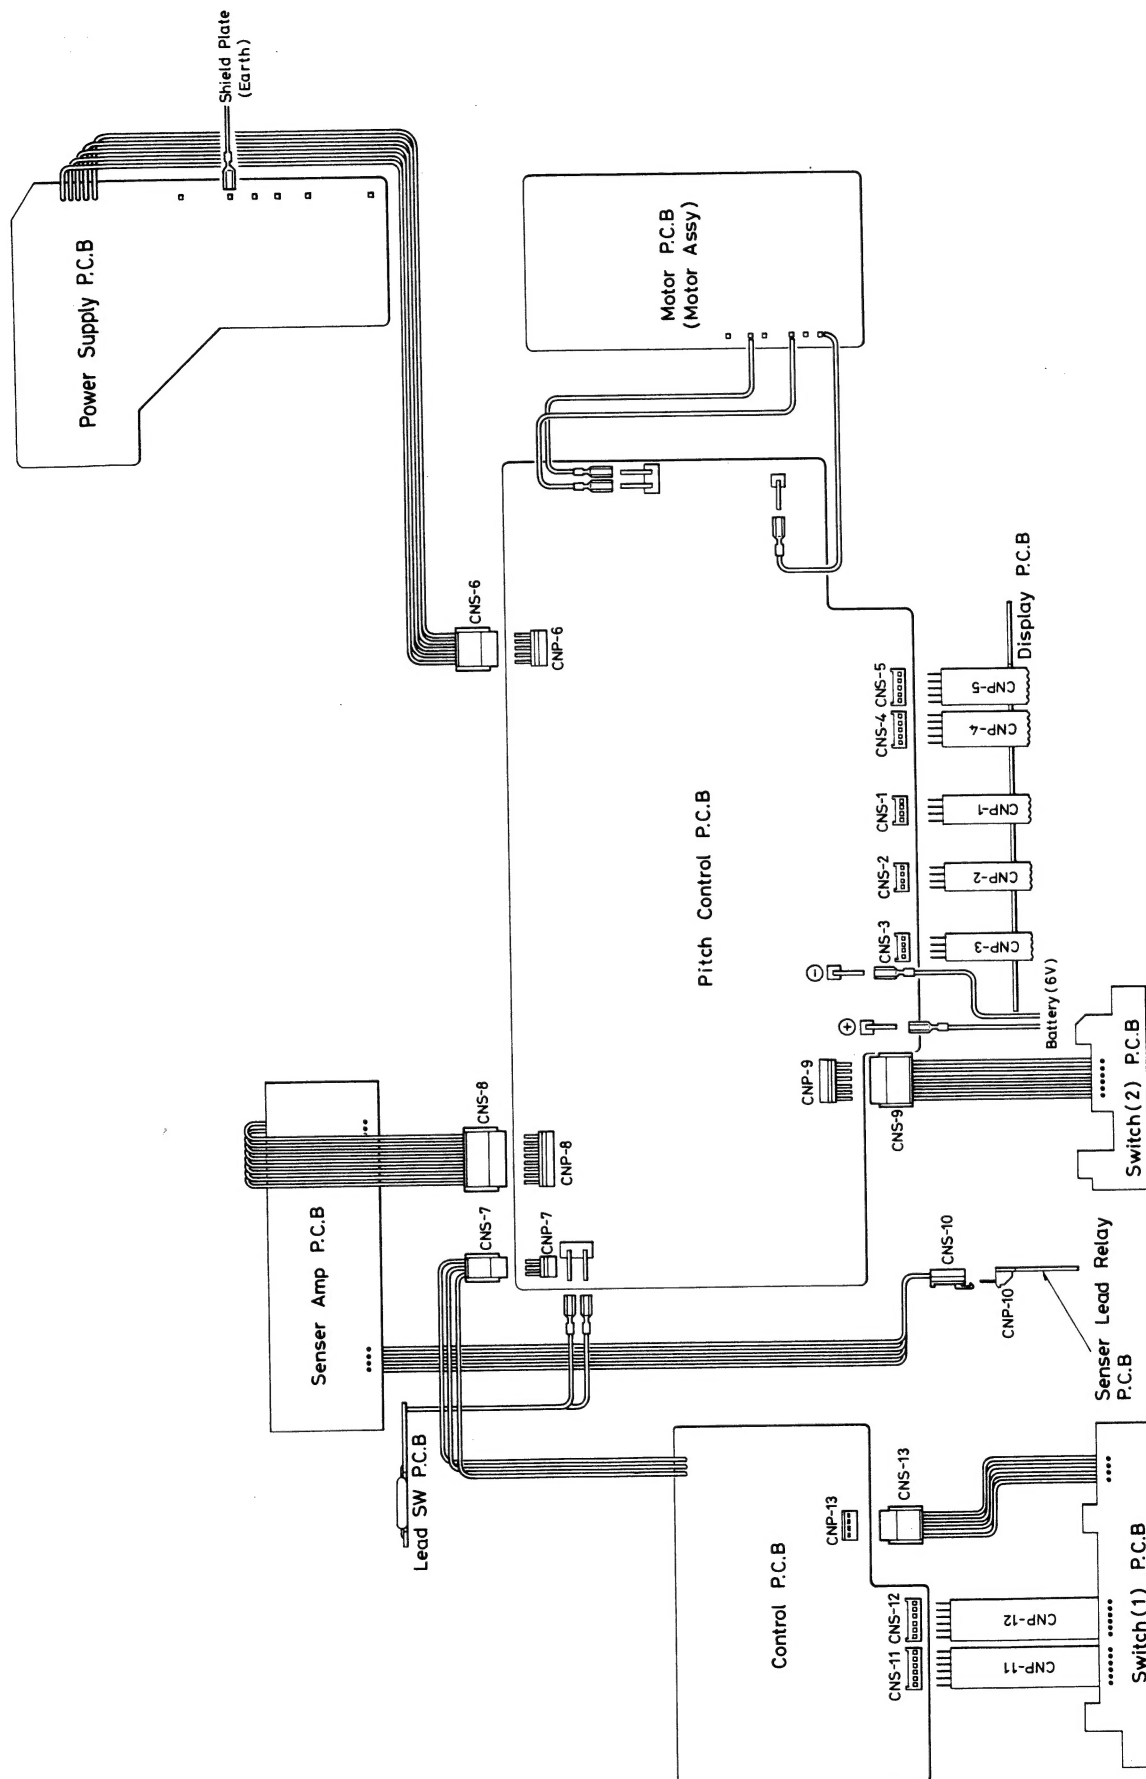 Shield Plate
(Earth)
Power Supply P.C.B
Motor P.C.B
(Motor Assy)
CNS-6
CNP-6
Display P.C.B
CNS-5
CNS-4
CNS-1
CNS-2
CNS-3
CNP-5
CNP-4
CNP-1
CNP-2
CNP-3
Pitch Control P.C.B
⊖
⊕
Battery(6V)
CNP-9
CNS-9
Switch(2) P.C.B
CNS-8
CNP-8
CNS-7
CNP-7
Senser Amp P.C.B
CNS-10
CNP-10
Senser Lead Relay
P.C.B
Lead SW P.C.B
CNS-13
CNP-13
Control P.C.B
CNS-12
CNS-11
CNP-12
CNP-11
Switch(1) P.C.B